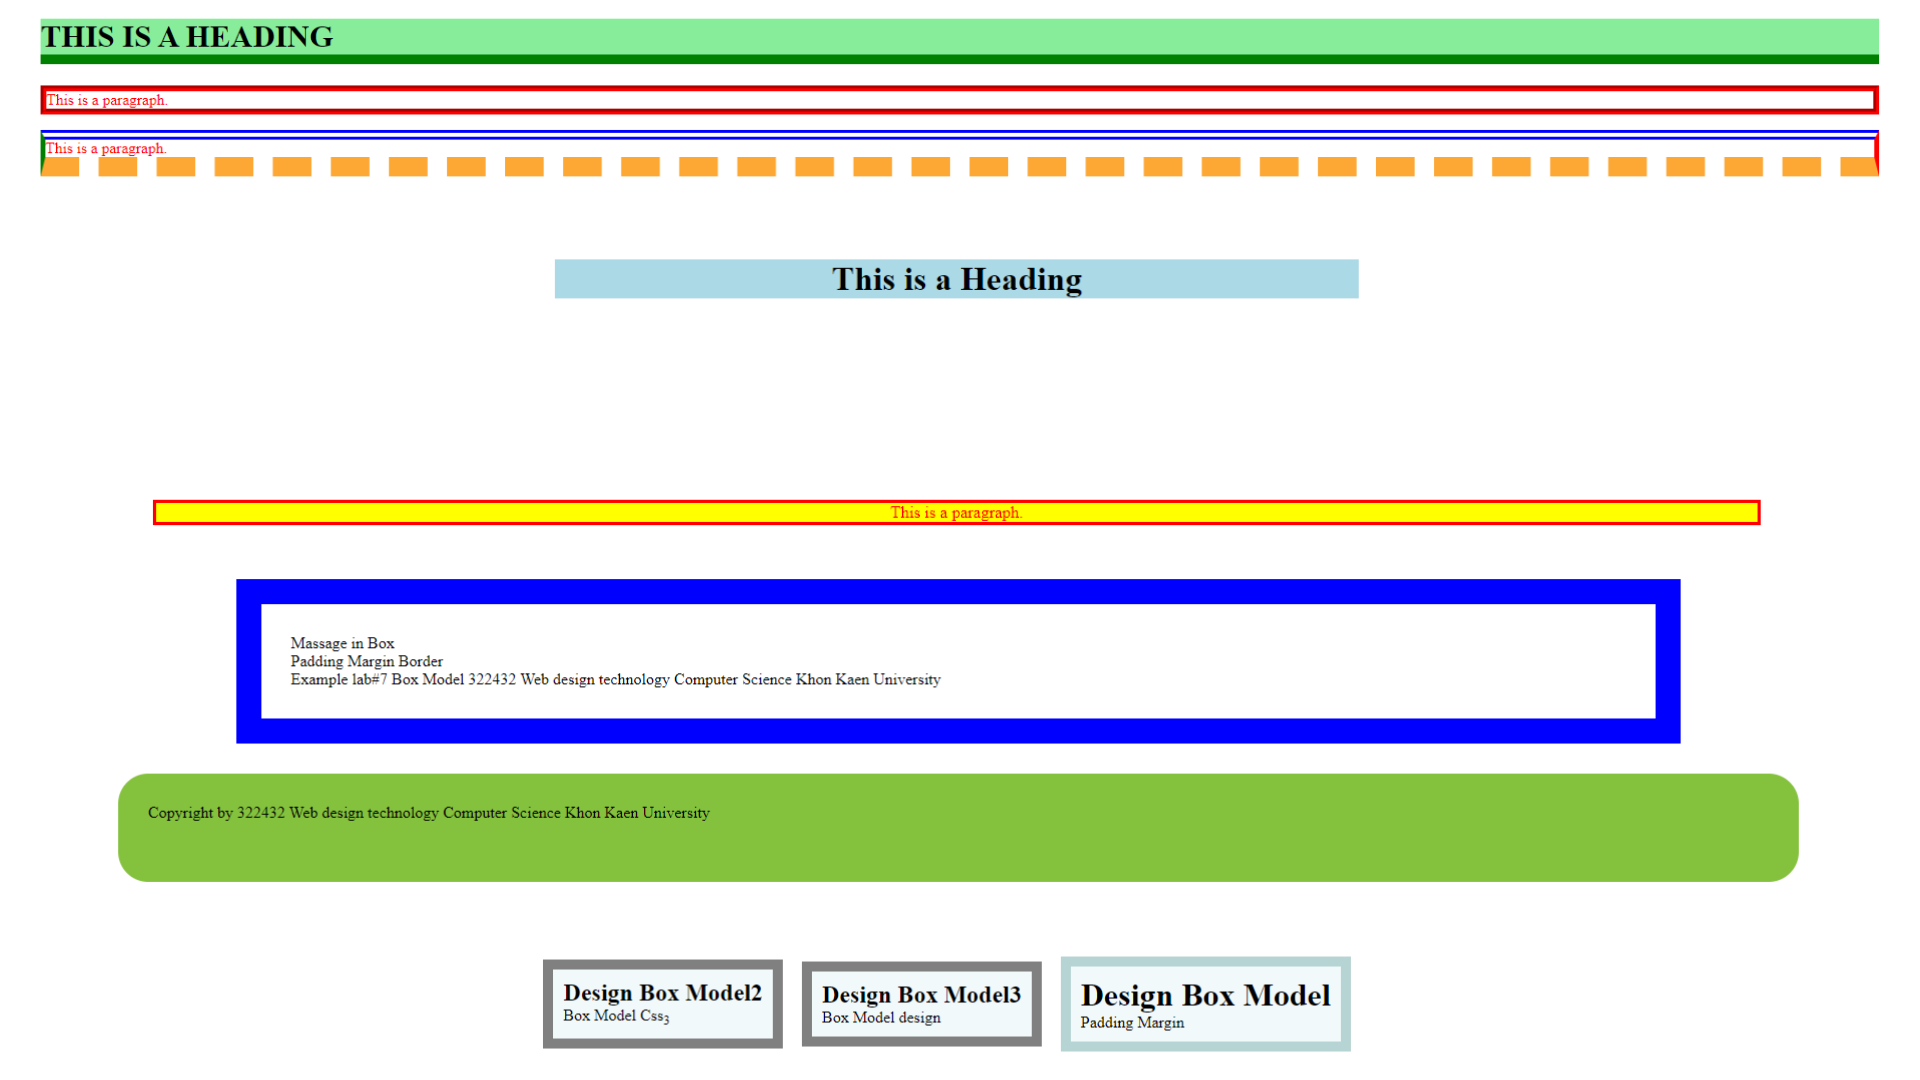 THIS IS A HEADING
This is a paragraph.
This is a paragraph.
This is a Heading
This is a paragraph.
Massage in Box
Padding Margin Border
Example lab#7 Box Model 322432 Web design technology Computer Science Khon Kaen University
Copyright by 322432 Web design technology Computer Science Khon Kaen University
Design Box Model2
Box Model Css3
Design Box Model3
Box Model design
Design Box Model
Padding Margin